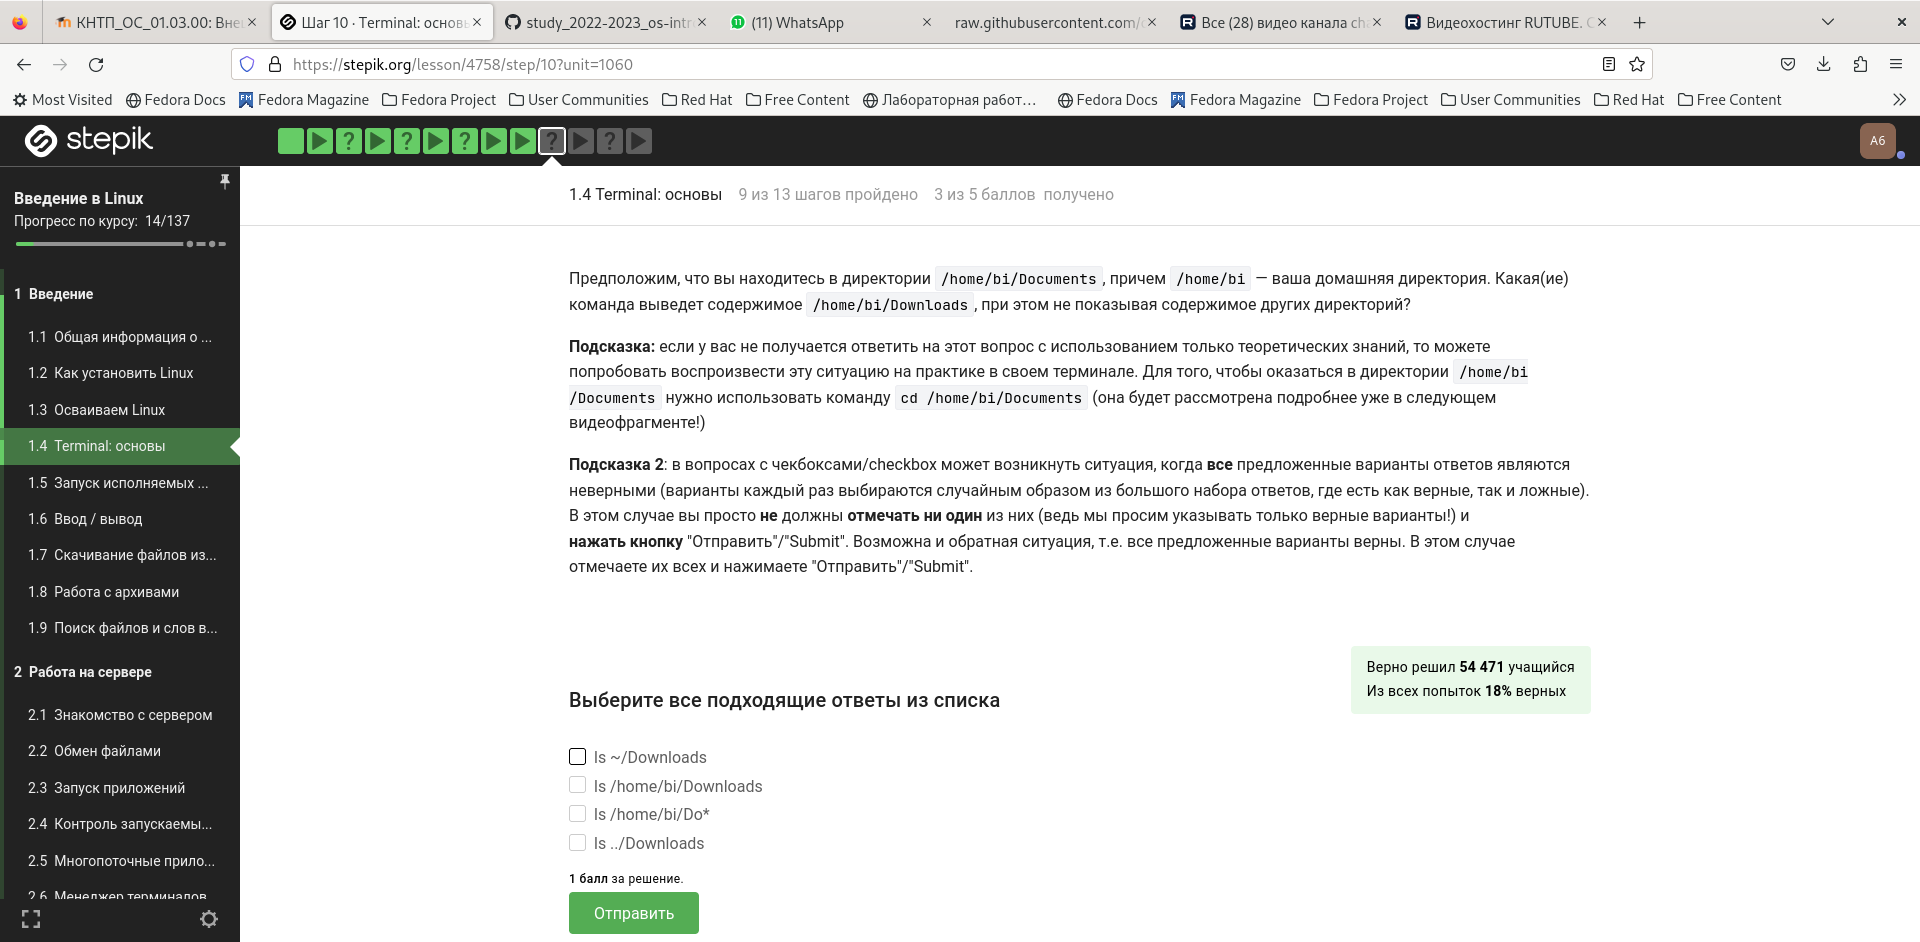 КНТП_ОС_01.03.00: Вне
Шаг 10 · Terminal: основ
study_2022-2023_os-intr
(11) WhatsApp
raw.githubusercontent.com/
Все (28) видео канала
Видеохостинг RUTUBE.
https://stepik.org/lesson/4758/step/10?unit=1060
Most Visited
Fedora Docs
Fedora Magazine
Fedora Project
User Communities
Red Hat
Free Content
Лабораторная работ…
Fedora Docs
Fedora Magazine
Fedora Project
User Communities
Red Hat
Free Content
stepik
A6
Введение в Linux
Прогресс по курсу: 14/137
1 Введение
1.1 Общая информация о ...
1.2 Как установить Linux
1.3 Осваиваем Linux
1.4 Terminal: основы
1.5 Запуск исполняемых ...
1.6 Ввод / вывод
1.7 Скачивание файлов из...
1.8 Работа с архивами
1.9 Поиск файлов и слов в...
2 Работа на сервере
2.1 Знакомство с сервером
2.2 Обмен файлами
2.3 Запуск приложений
2.4 Контроль запускаемы...
2.5 Многопоточные прило...
2.6 Менеджер терминалов
1.4 Terminal: основы 9 из 13 шагов пройдено 3 из 5 баллов получено
Предположим, что вы находитесь в директории /home/bi/Documents, причем /home/bi — ваша домашняя директория. Какая(ие)
команда выведет содержимое /home/bi/Downloads, при этом не показывая содержимое других директорий?
Подсказка: если у вас не получается ответить на этот вопрос с использованием только теоретических знаний, то можете
попробовать воспроизвести эту ситуацию на практике в своем терминале. Для того, чтобы оказаться в директории /home/bi
/Documents нужно использовать команду cd /home/bi/Documents (она будет рассмотрена подробнее уже в следующем
видеофрагменте!)
Подсказка 2: в вопросах с чекбоксами/checkbox может возникнуть ситуация, когда все предложенные варианты ответов являются
неверными (варианты каждый раз выбираются случайным образом из большого набора ответов, где есть как верные, так и ложные).
В этом случае вы просто не должны отмечать ни один из них (ведь мы просим указывать только верные варианты!) и
нажать кнопку "Отправить"/"Submit". Возможна и обратная ситуация, т.е. все предложенные варианты верны. В этом случае
отмечаете их всех и нажимаете "Отправить"/"Submit".
Верно решил 54 471 учащийся
Из всех попыток 18% верных
Выберите все подходящие ответы из списка
ls ~/Downloads
ls /home/bi/Downloads
ls /home/bi/Do*
ls ../Downloads
1 балл за решение.
Отправить